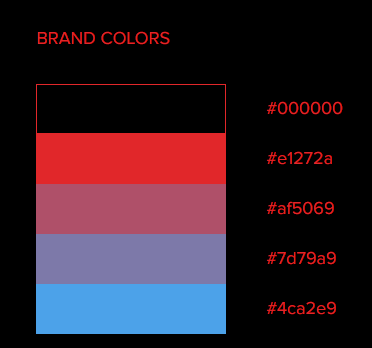 BRAND COLORS
#000000
#e1272a
#af5069
#7d79a9
#4ca2e9